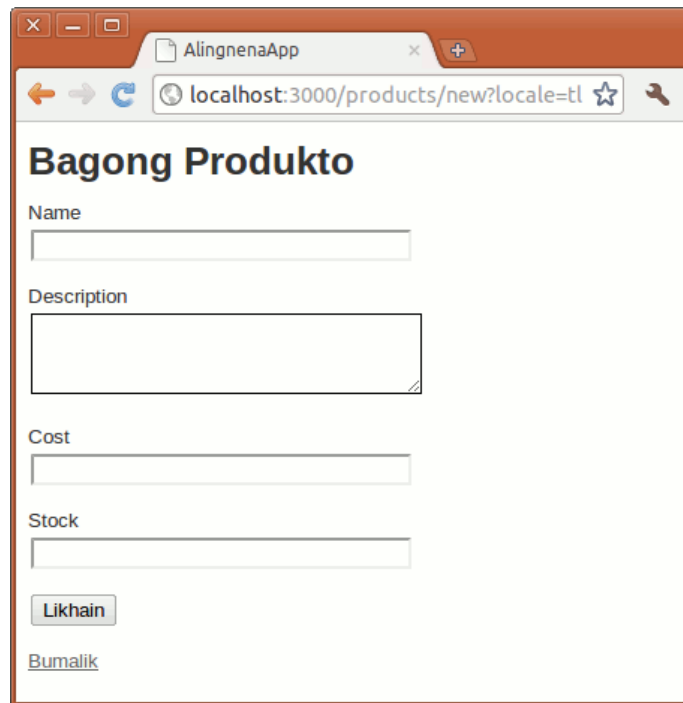 AlingnenaApp
localhost:3000/products/new?locale=tl
Bagong Produkto
Name
Description
Cost
Stock
Likhain
Bumalik